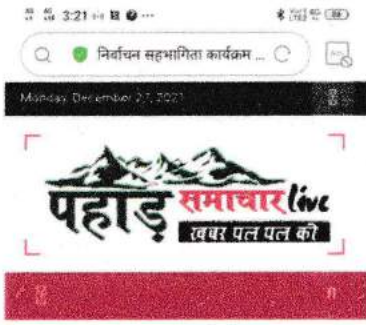 3:21
निर्वाचन सहभागिता कार्यक्रम ...
Monday, December 27, 2021
पहाड़ समाचार live
खबर पल पल की